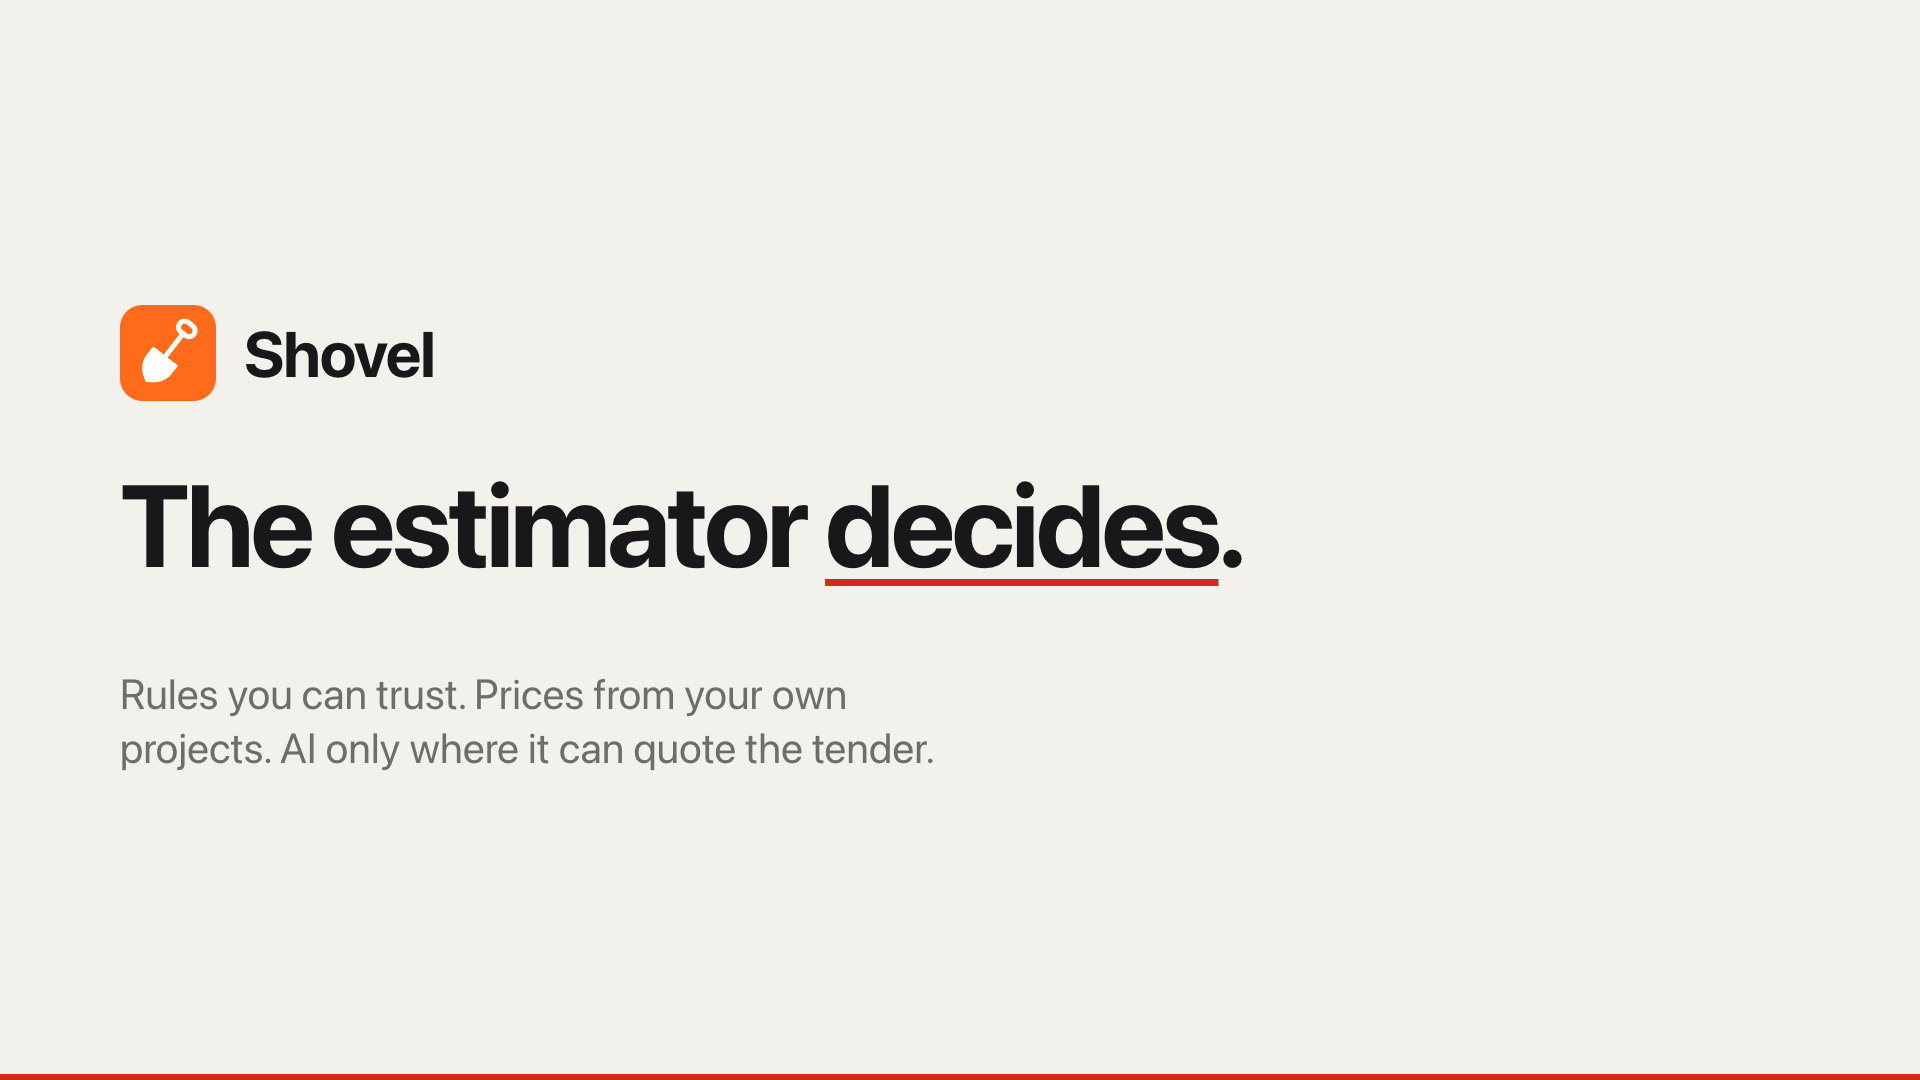 Shovel
The estimator decides.
Rules you can trust. Prices from your own
projects. AI only where it can quote the tender.